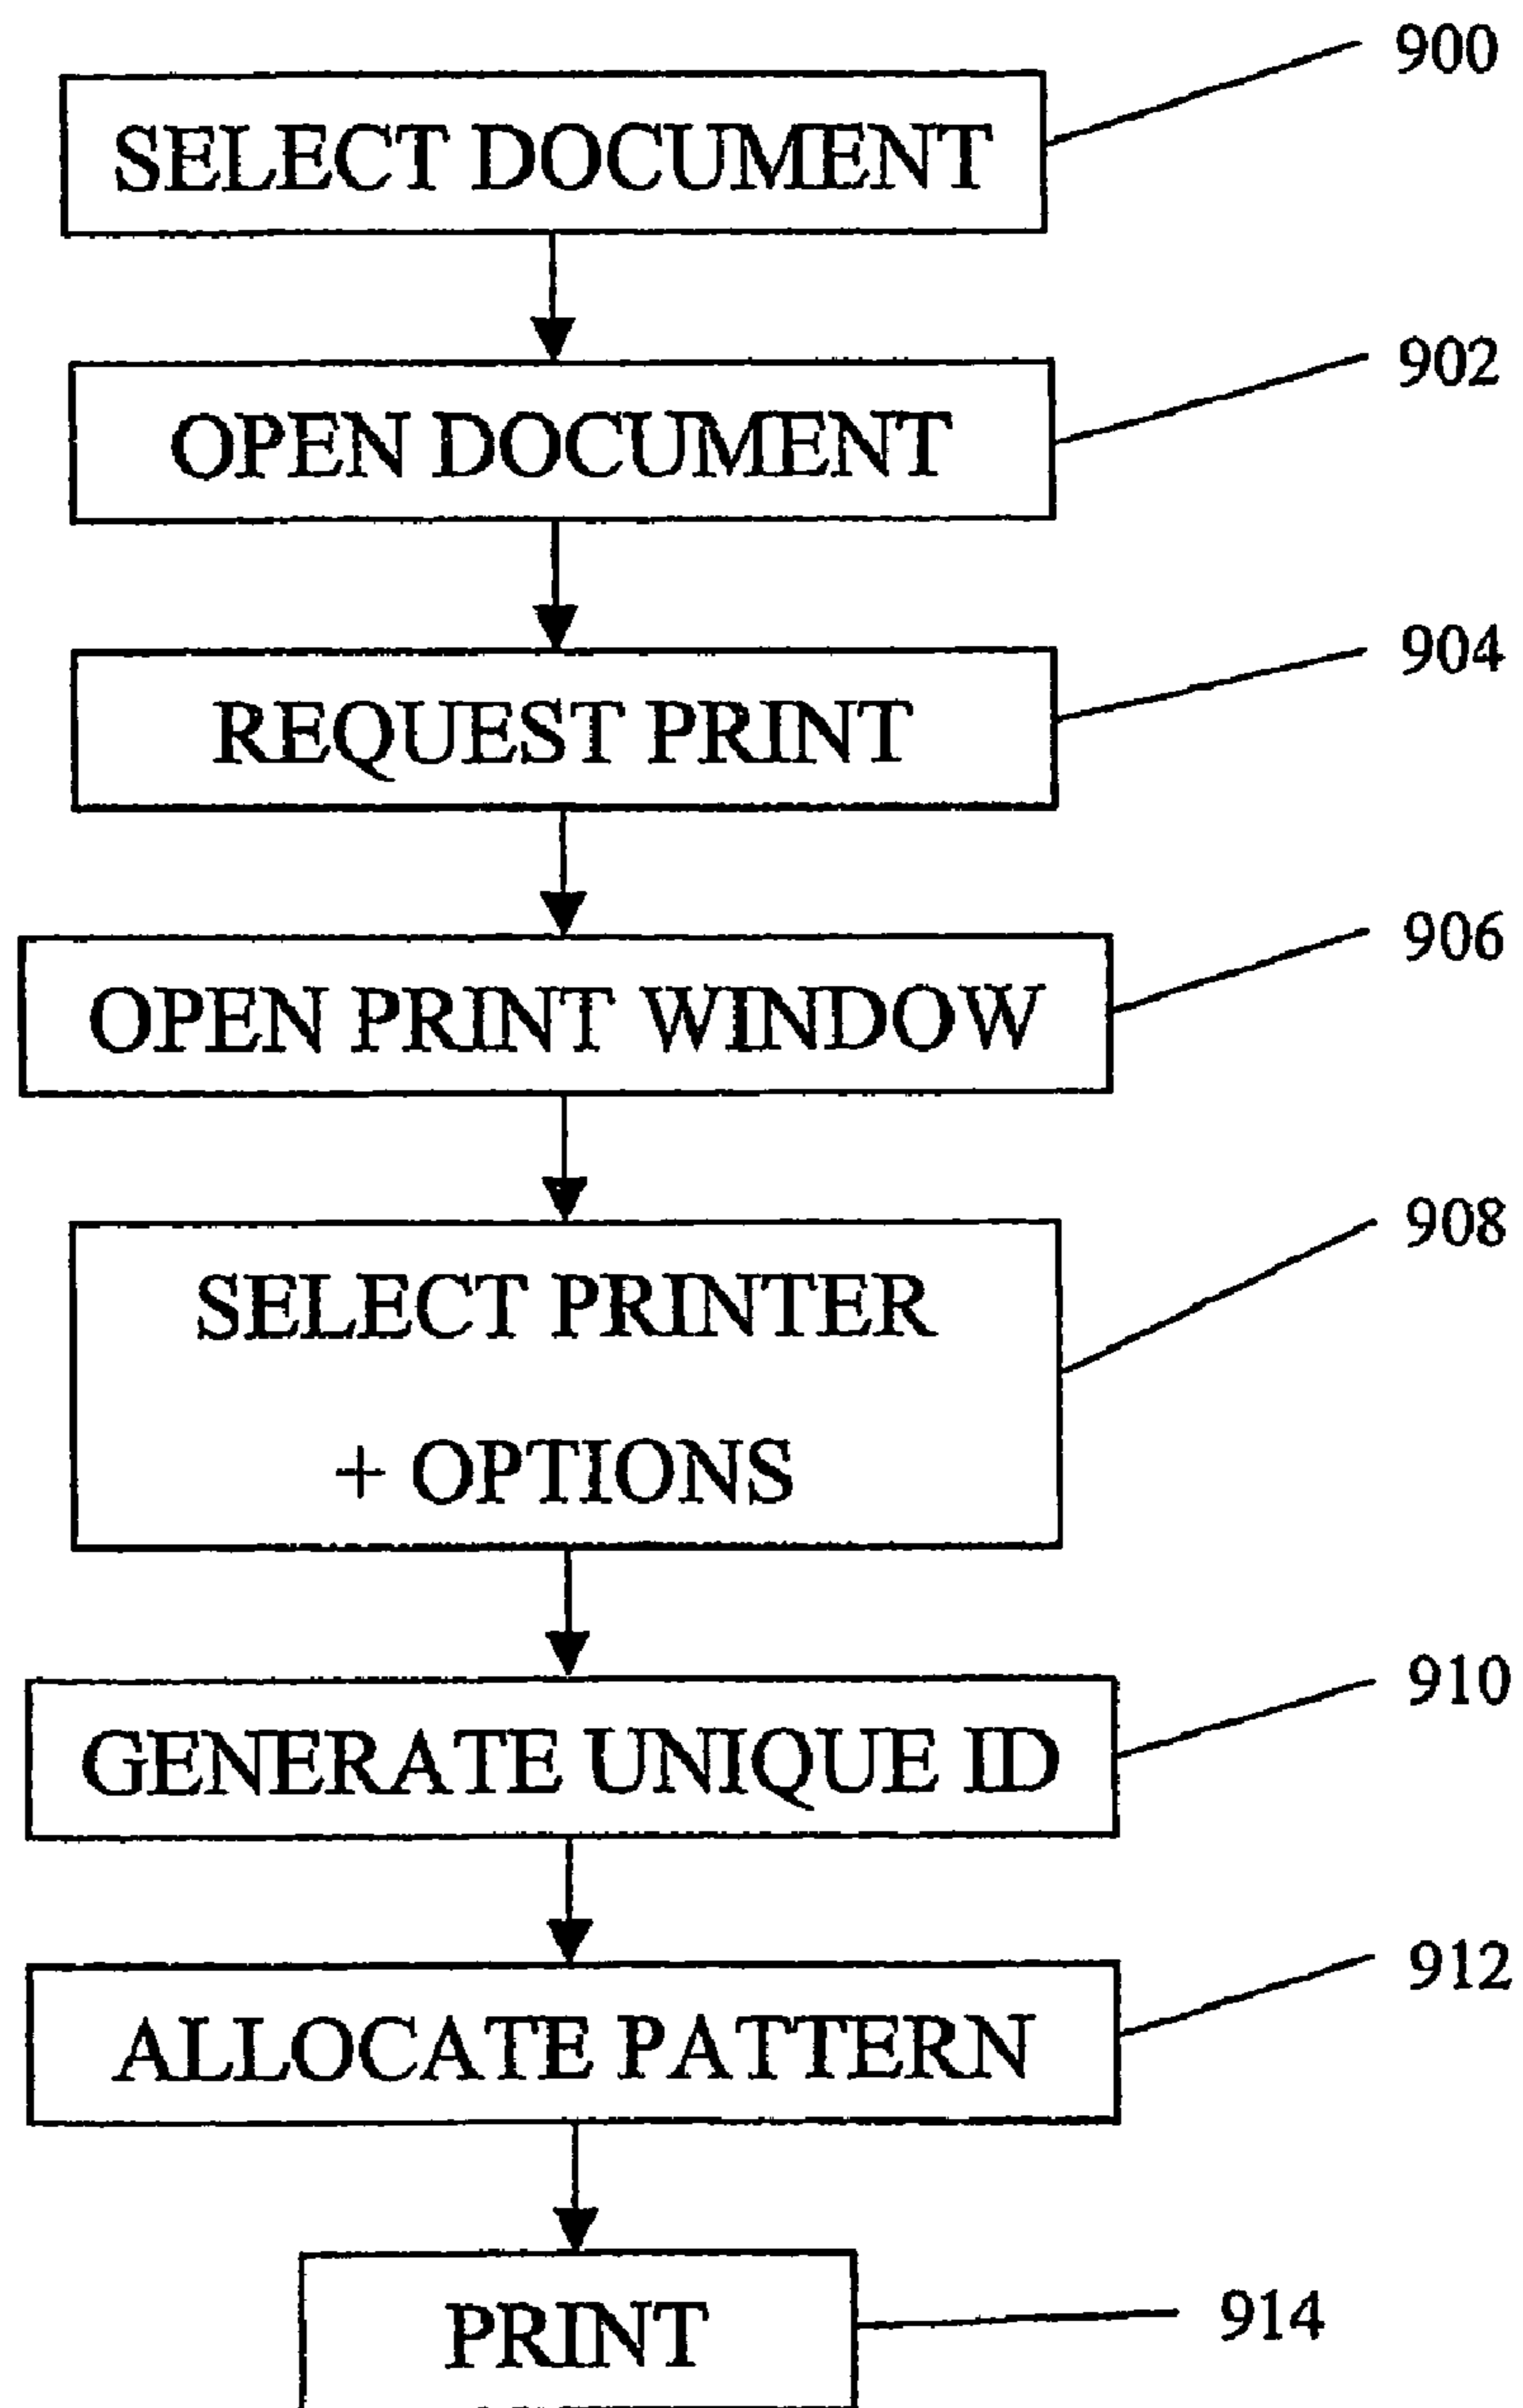 900
SELECT DOCUMENT
902
OPEN DOCUMENT
904
REQUEST PRINT
906
OPEN PRINT WINDOW
908
SELECT PRINTER
+ OPTIONS
910
GENERATE UNIQUE ID
912
ALLOCATE PATTERN
914
PRINT